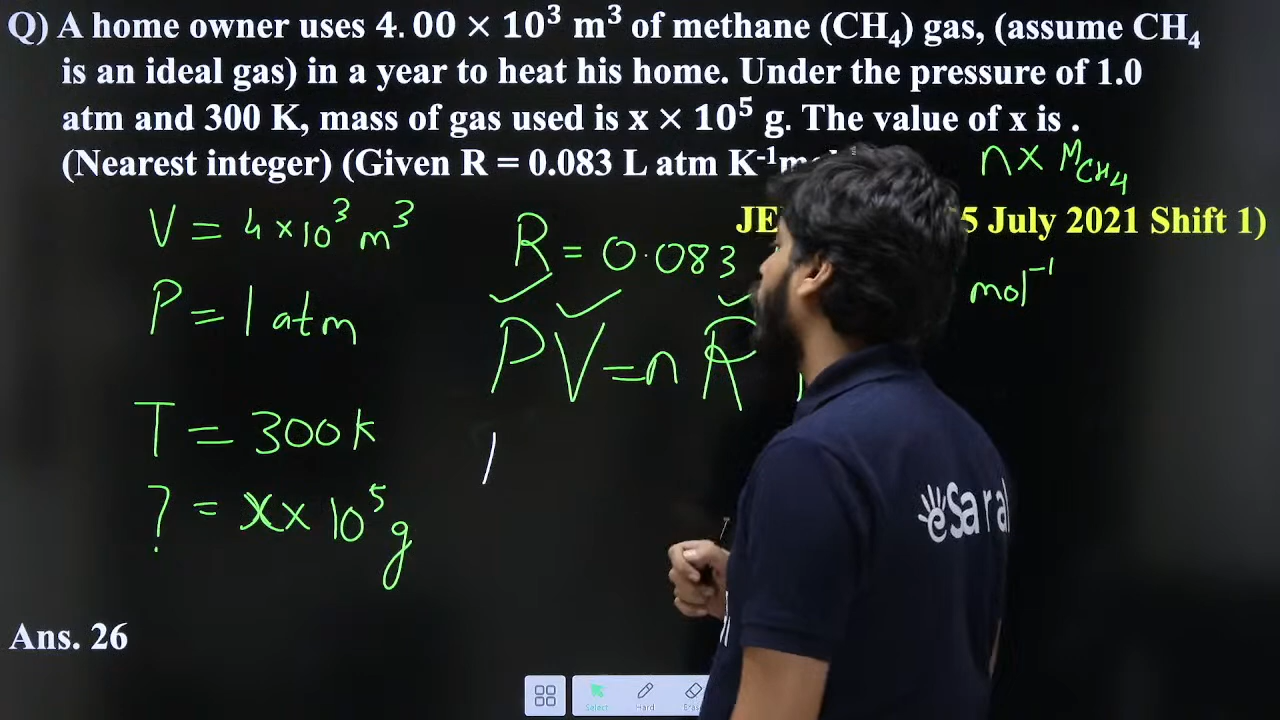 Q) A home owner uses 4.00 × 10³ m³ of methane (CH₄) gas, (assume CH₄
is an ideal gas) in a year to heat his home. Under the pressure of 1.0
atm and 300 K, mass of gas used is x × 10⁵ g. The value of x is .
(Nearest integer) (Given R = 0.083 L atm K⁻¹
n × M_CH₄
5 July 2021 Shift 1)
V = 4 × 10³ m³
R = 0.083
mol⁻¹
P = 1 atm
PV = n R
T = 300 K
? = x × 10⁵ g
eSaral
Ans. 26
Select